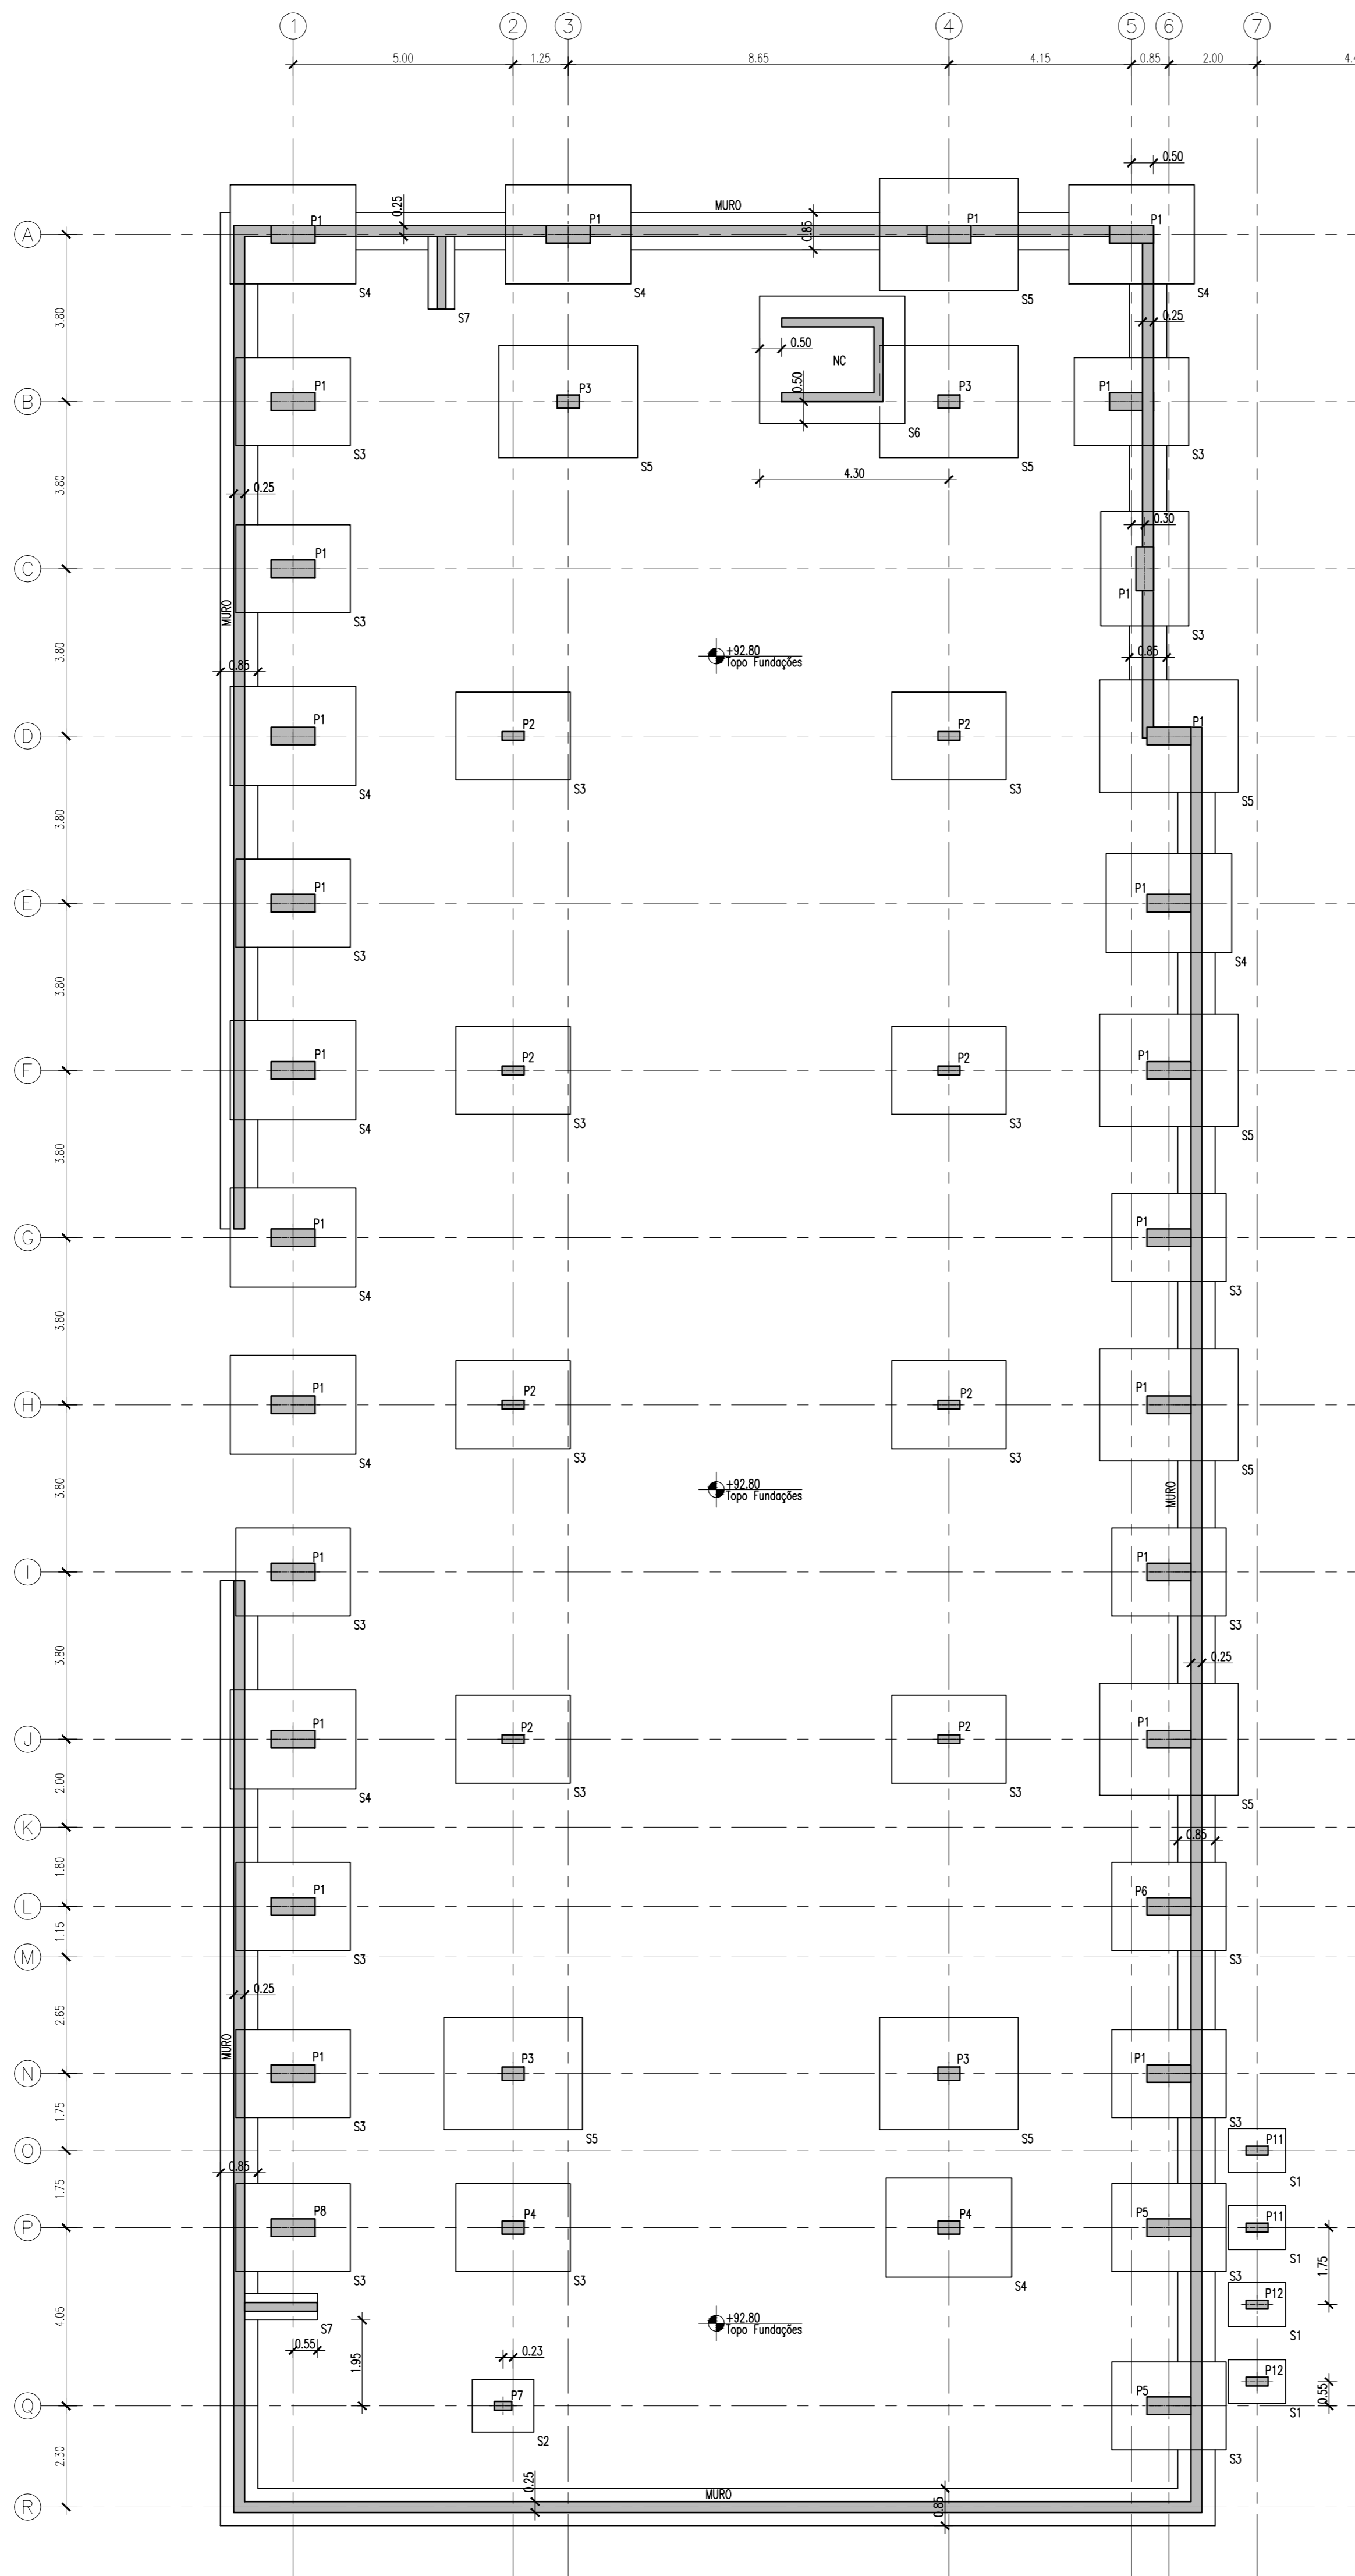 1 2 3 4 5 6 7
5.00 1.25 8.65 4.15 0.85 2.00
0.50
0.25 MURO
A P1 P1 0.85 P1 P1
S4 S4 S5 S4
S7
3.80 0.25
0.50 NC
P1 P3 0.50 P3 P1
B
S3 S5 S6 S5 S3
4.30
3.80 0.25
0.30
C P1
P1
MURO S3 S3
3.80 +92.80
0.85 Topo Fundações 0.85
D P1 P2 P2 P1
S4 S3 S3 S5
3.80
E P1 P1
S3 S4
3.80
F P1 P2 P2 P1
S4 S3 S3 S5
3.80
G P1 P1
S4 S3
3.80
H P1 P2 P2 P1
S4 S3 S3 S5
3.80 +92.80 MURO
Topo Fundações
I P1 P1
S3 S3
3.80 0.25
J P1 P2 P2 P1
S4 S3 S3 S5
2.00
K 0.85
1.80
L P1 P6
1.15
M S3 S3
2.65 0.25
MURO
N P1 P3 P3 P1
S3 S5 S5 S3
1.75
O P11
S1
1.75 0.85
P P8 P4 P4 P5 P11
S3 S3 S4 S3 S1
1.75
P12
4.05 +92.80
S7 Topo Fundações S1
0.55 1.95 0.23
P12
Q P7 P5 0.55
S2 S3 S1
2.30 0.25 MURO 0.85
R